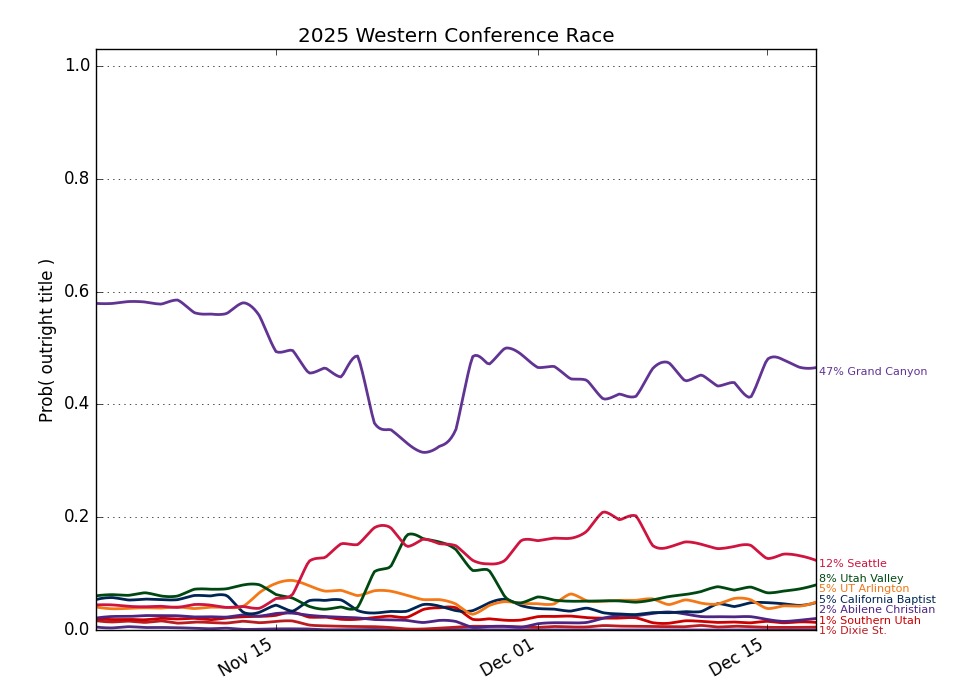 2025 Western Conference Race
Prob( outright title )
1.0
0.8
0.6
0.4
0.2
0.0
Nov 15
Dec 01
Dec 15
47% Grand Canyon
12% Seattle
8% Utah Valley
5% UT Arlington
5% California Baptist
2% Abilene Christian
1% Southern Utah
1% Dixie St.